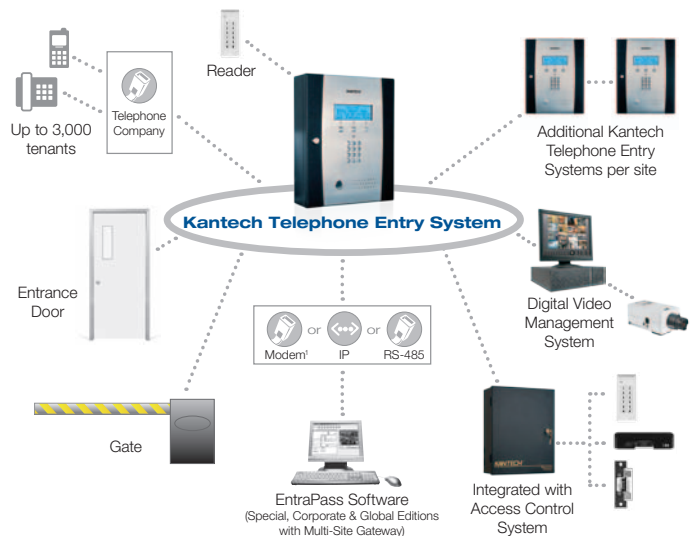 Reader
Telephone
Company
Up to 3,000
tenants
Additional Kantech
Telephone Entry
Systems per site
Kantech Telephone Entry System
Entrance
Door
Digital Video
Management
System
or or
Modem¹ IP RS-485
Gate
KANTECH
EntraPass Software
(Special, Corporate & Global Editions
with Multi-Site Gateway)
Integrated with
Access Control
System